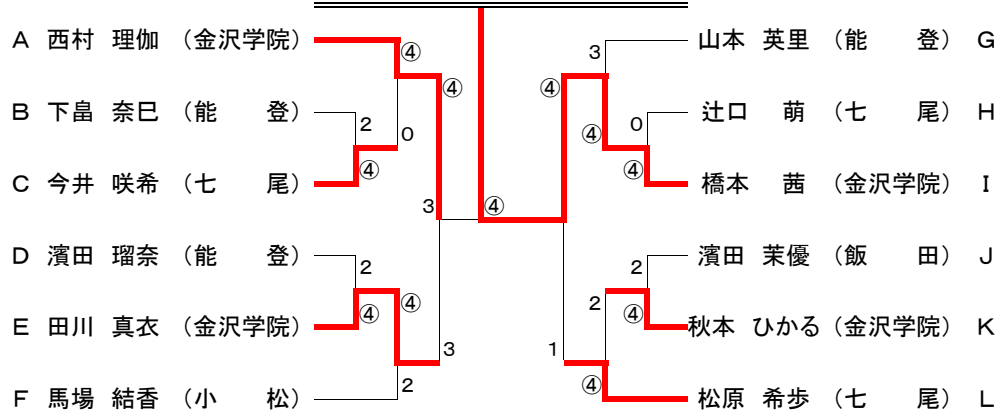 A 西村 理伽 （金沢学院） ④ 3 山本 英里 （能 登） G
④ ④
B 下畠 奈巳 （能 登） 2 0 ④ 0 辻口 萌 （七 尾） H
C 今井 咲希 （七 尾） ④ ④ 橋本 茜 （金沢学院） I
3 ④
D 濱田 瑠奈 （能 登） 2 2 濱田 茉優 （飯 田） J
E 田川 真衣 （金沢学院） ④ ④ 2 ④ 秋本 ひかる （金沢学院） K
3 1
F 馬場 結香 （小 松） 2 ④ 松原 希歩 （七 尾） L